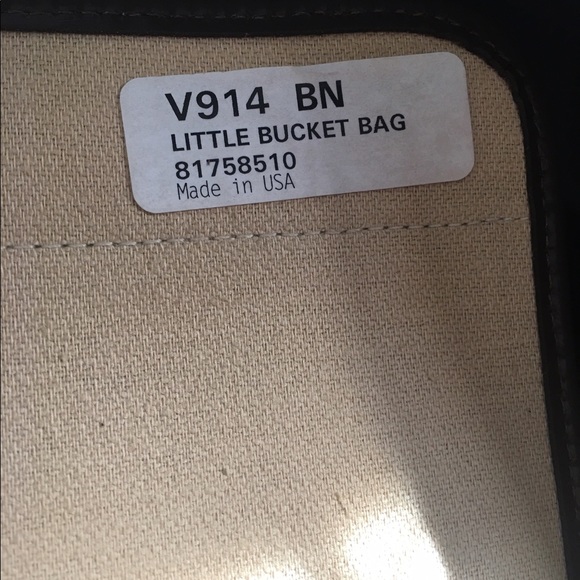 V914 BN
LITTLE BUCKET BAG
81758510
Made in USA